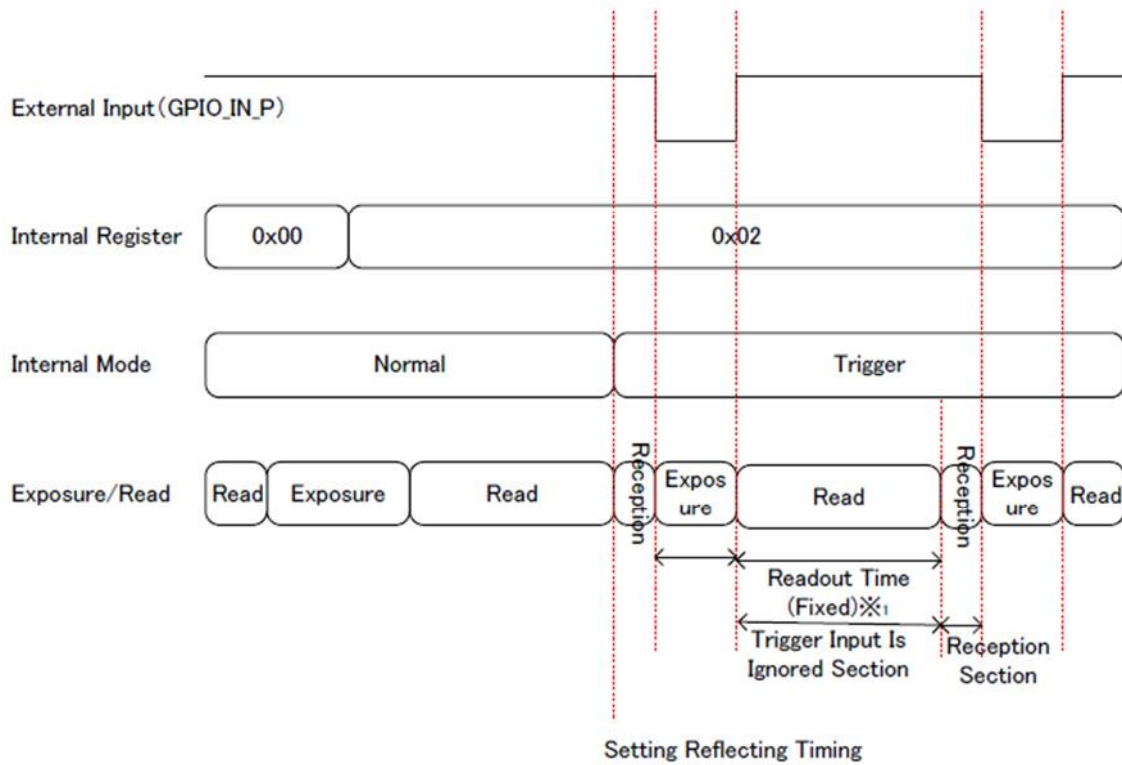 External Input(GPIO_IN_P)
Internal Register 0x00 0x02
Internal Mode Normal Trigger
Exposure/Read Read Exposure Read Reception Expos
ure Read Reception Expos
ure Read
Readout Time
(Fixed)※1
Trigger Input Is
Ignored Section
Reception
Section
Setting Reflecting Timing